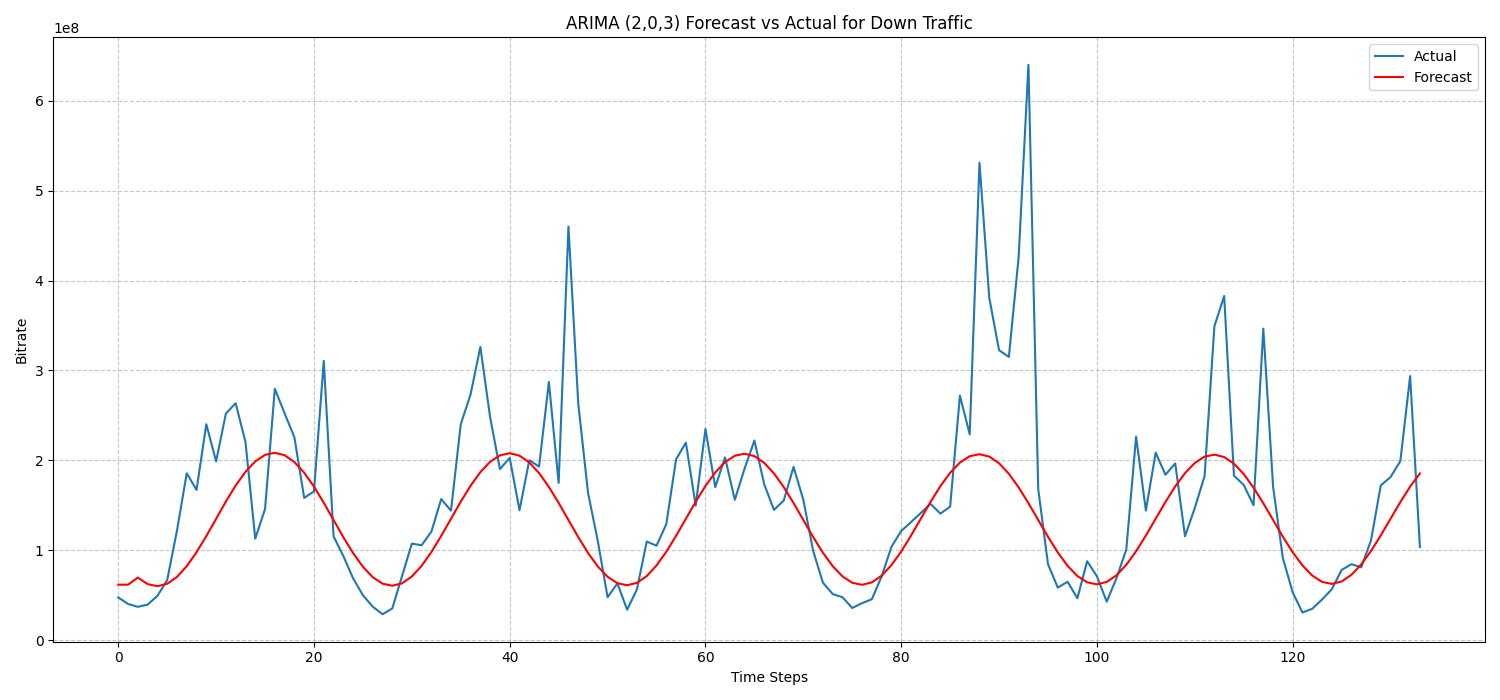 ARIMA (2,0,3) Forecast vs Actual for Down Traffic
1e8
Actual
Forecast
6
5
4
3
2
1
0
Bitrate
0 20 40 60 80 100 120
Time Steps